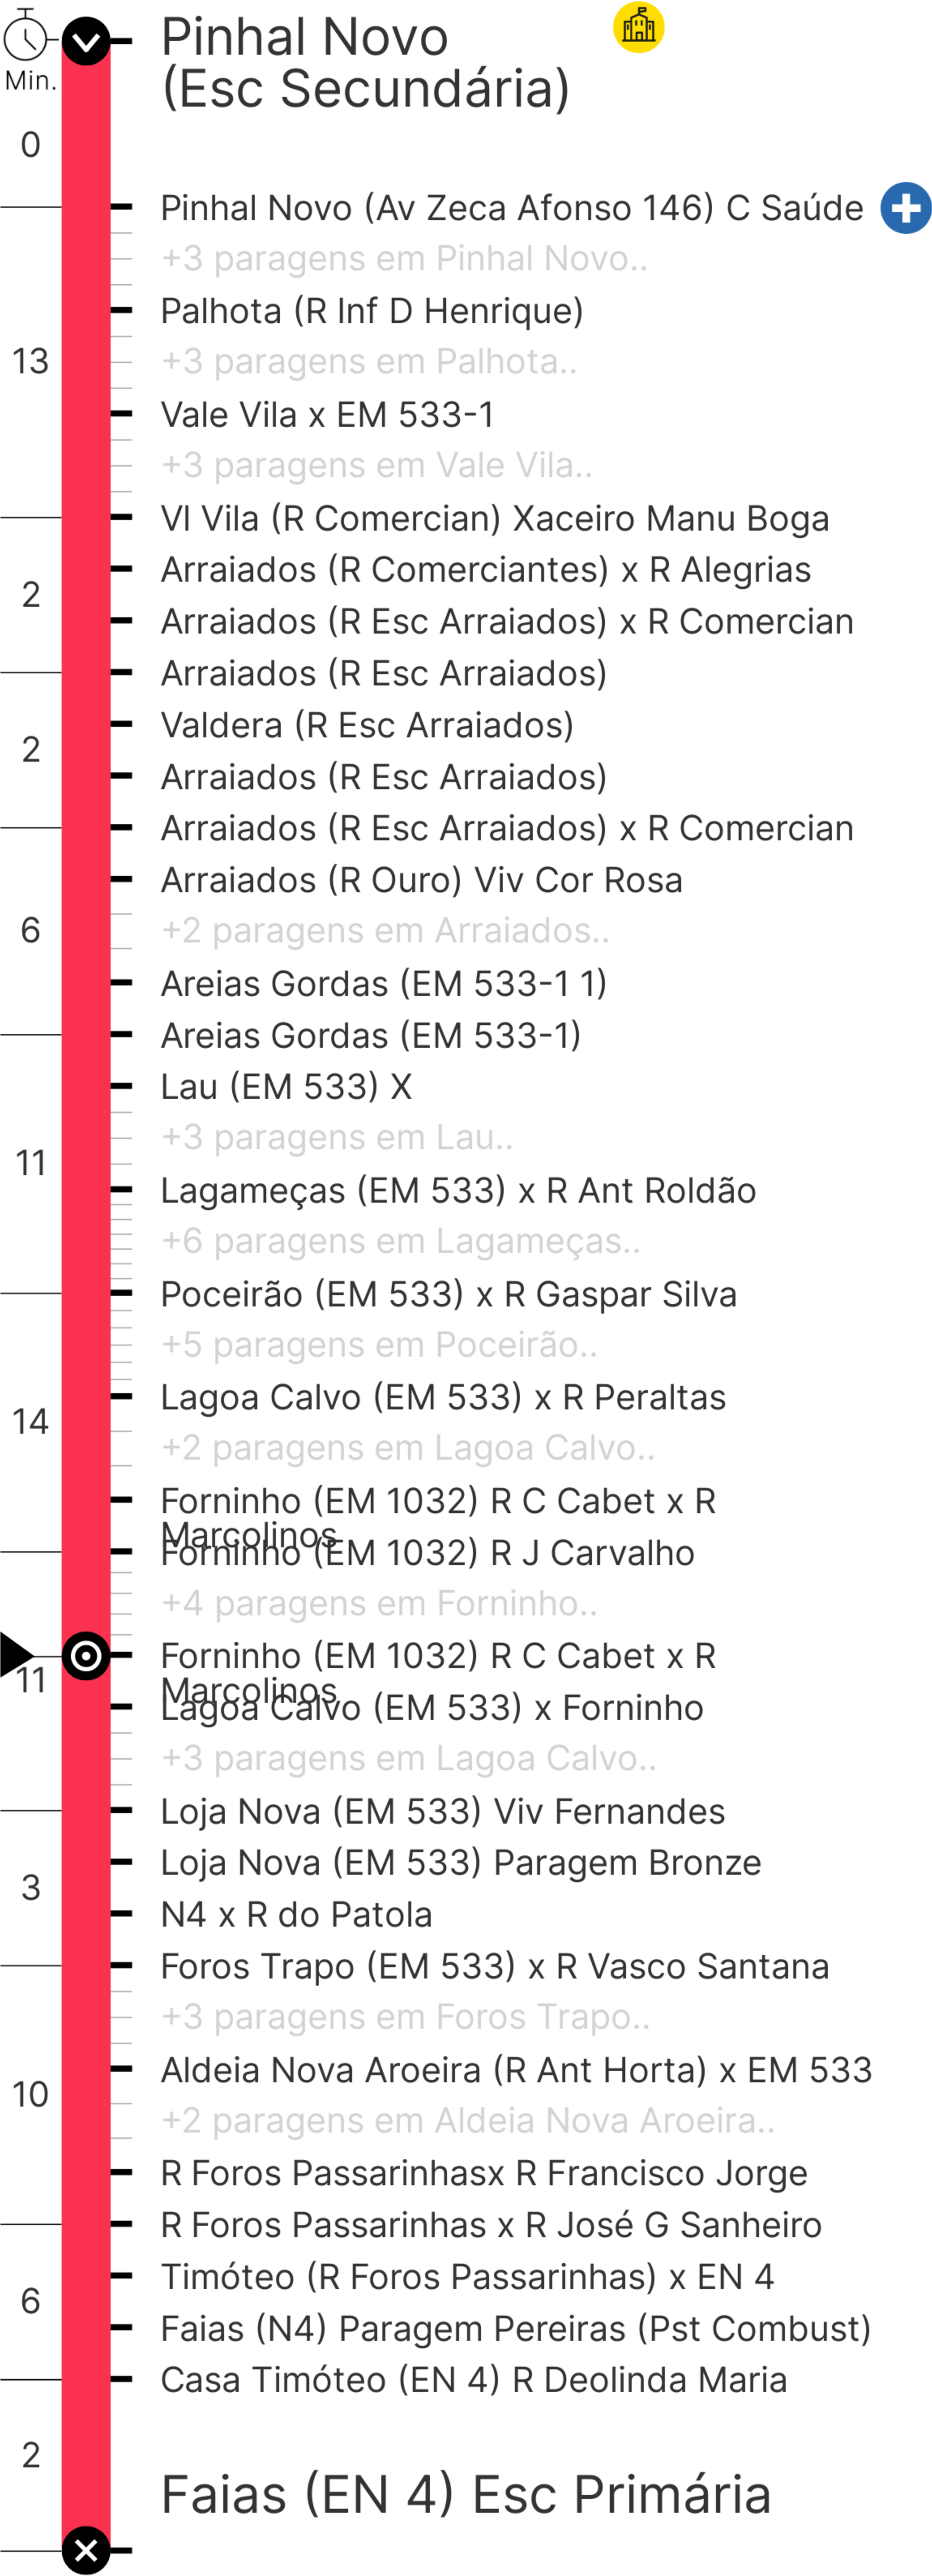 Pinhal Novo
(Esc Secundária)
Min.
0
Pinhal Novo (Av Zeca Afonso 146) C Saúde
+3 paragens em Pinhal Novo..
Palhota (R Inf D Henrique)
13
+3 paragens em Palhota..
Vale Vila x EM 533-1
+3 paragens em Vale Vila..
Vl Vila (R Comercian) Xaceiro Manu Boga
Arraiados (R Comerciantes) x R Alegrias
2
Arraiados (R Esc Arraiados) x R Comercian
Arraiados (R Esc Arraiados)
Valdera (R Esc Arraiados)
2
Arraiados (R Esc Arraiados)
Arraiados (R Esc Arraiados) x R Comercian
Arraiados (R Ouro) Viv Cor Rosa
6
+2 paragens em Arraiados..
Areias Gordas (EM 533-1 1)
Areias Gordas (EM 533-1)
Lau (EM 533) X
+3 paragens em Lau..
11
Lagameças (EM 533) x R Ant Roldão
+6 paragens em Lagameças..
Poceirão (EM 533) x R Gaspar Silva
+5 paragens em Poceirão..
Lagoa Calvo (EM 533) x R Peraltas
14
+2 paragens em Lagoa Calvo..
Forninho (EM 1032) R C Cabet x R
Marcolinos
Forninho (EM 1032) R J Carvalho
+4 paragens em Forninho..
Forninho (EM 1032) R C Cabet x R
11
Marcolinos
Lagoa Calvo (EM 533) x Forninho
+3 paragens em Lagoa Calvo..
Loja Nova (EM 533) Viv Fernandes
Loja Nova (EM 533) Paragem Bronze
3
N4 x R do Patola
Foros Trapo (EM 533) x R Vasco Santana
+3 paragens em Foros Trapo..
Aldeia Nova Aroeira (R Ant Horta) x EM 533
10
+2 paragens em Aldeia Nova Aroeira..
R Foros Passarinhasx R Francisco Jorge
R Foros Passarinhas x R José G Sanheiro
Timóteo (R Foros Passarinhas) x EN 4
6
Faias (N4) Paragem Pereiras (Pst Combust)
Casa Timóteo (EN 4) R Deolinda Maria
2
Faias (EN 4) Esc Primária